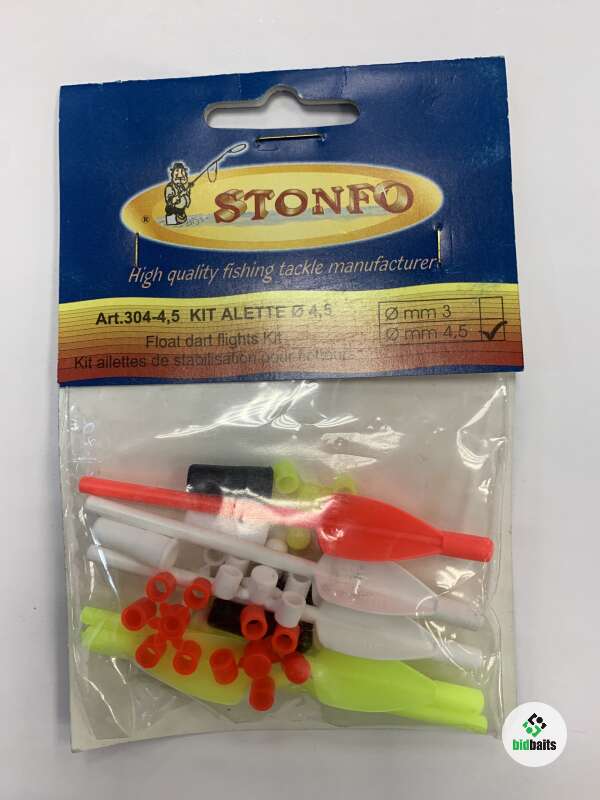 STONFO
®
High quality fishing tackle manufacturer
Art.304-4,5 KIT ALETTE Ø 4,5
Float dart flights Kit
Kit ailettes de stabilisation pour flotteurs
Ø mm 3
Ø mm 4,5
bidbaits